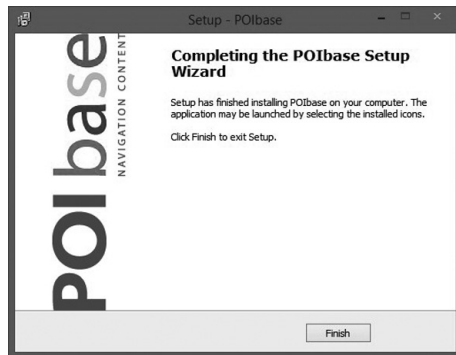 Setup - POIbase
POIbase
NAVIGATION CONTENT
Completing the POIbase Setup
Wizard
Setup has finished installing POIbase on your computer. The
application may be launched by selecting the installed icons.
Click Finish to exit Setup.
Finish